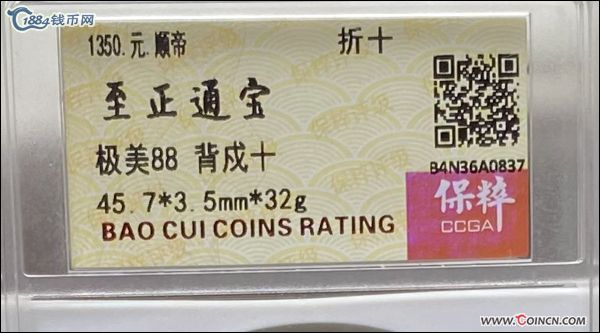 1884钱币网
1350.元.顺帝 折十
至正通宝
极美88 背戍十
B4N36A0837
45.7*3.5mm*32g
保粹
CCGA
BAO CUI COINS RATING
www.COINCN.com